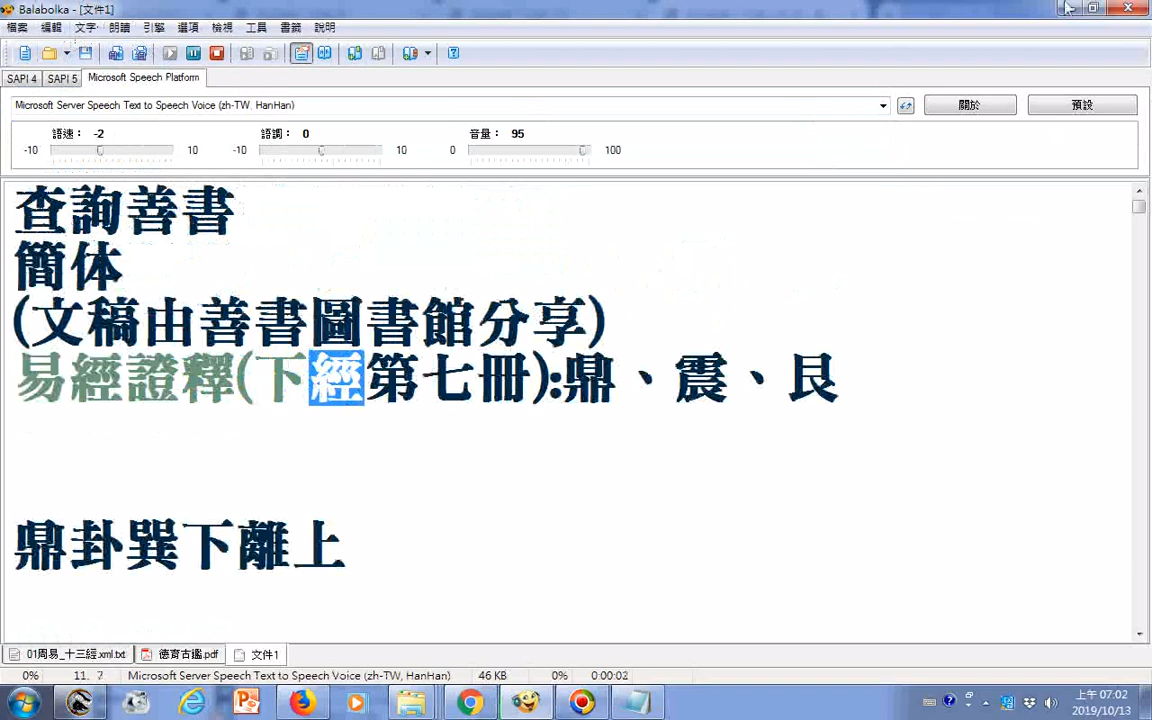 Balabolka - [文件1]
檔案 編輯 文字 朗讀 引擎 選項 檢視 工具 書籤 說明
SAPI 4 SAPI 5 Microsoft Speech Platform
Microsoft Server Speech Text to Speech Voice (zh-TW, HanHan) 關於 預設
語速： -2 語調： 0 音量： 95
-10 10 -10 10 0 100
查詢善書
簡体
(文稿由善書圖書館分享)
易經證釋(下經第七冊):鼎、震、艮
鼎卦巽下離上
01周易_十三經.xml.txt 德育古鑑.pdf 文件1
0% 11: 7 Microsoft Server Speech Text to Speech Voice (zh-TW, HanHan) 46 KB 0% 0:00:02
上午 07:02
2019/10/13